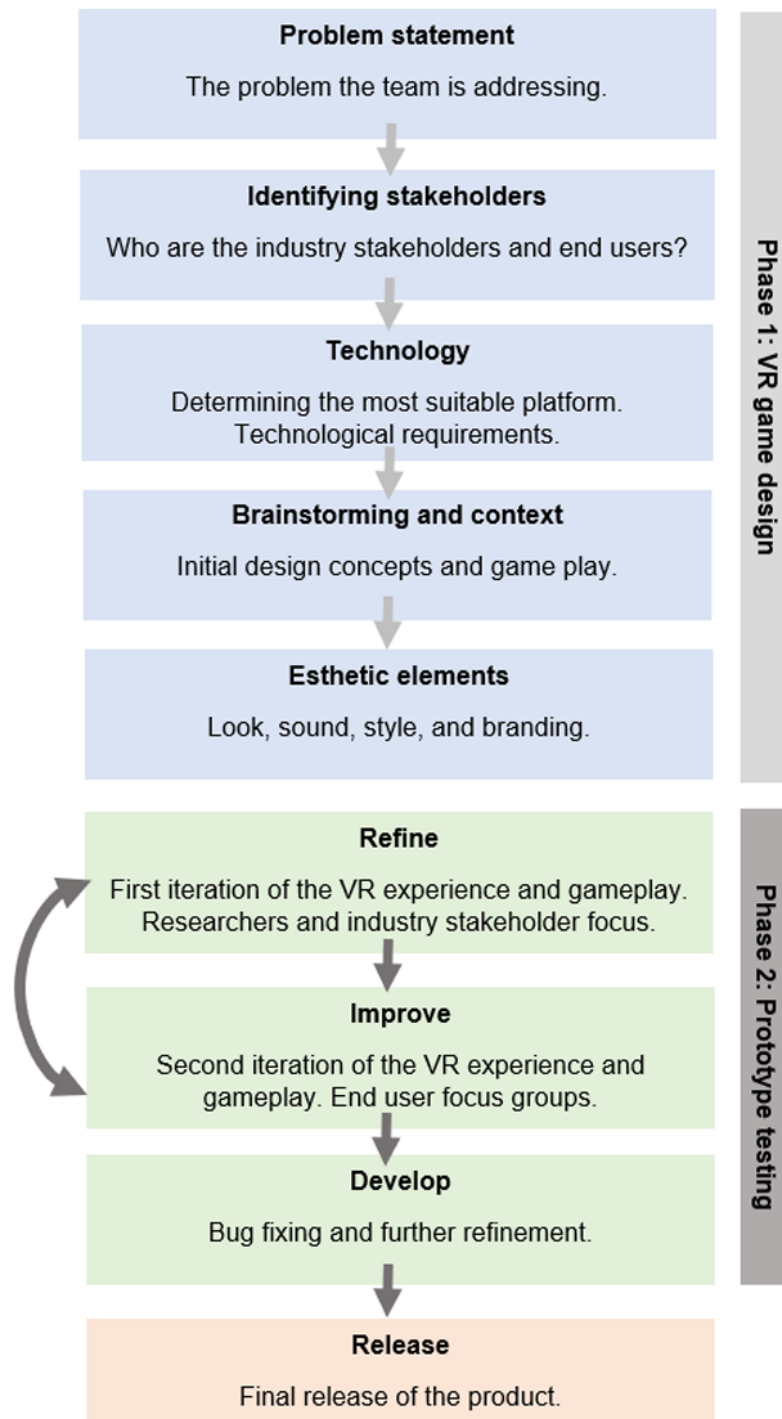 Problem statement
The problem the team is addressing.
Identifying stakeholders
Who are the industry stakeholders and end users?
Technology
Determining the most suitable platform.
Technological requirements.
Brainstorming and context
Initial design concepts and game play.
Esthetic elements
Look, sound, style, and branding.
Phase 1: VR game design
Refine
First iteration of the VR experience and gameplay.
Researchers and industry stakeholder focus.
Improve
Second iteration of the VR experience and
gameplay. End user focus groups.
Develop
Bug fixing and further refinement.
Phase 2: Prototype testing
Release
Final release of the product.